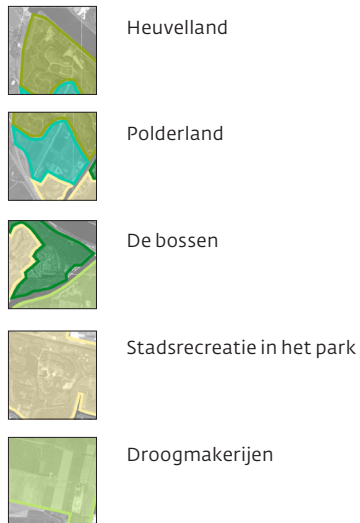 Heuvelland
Polderland
De bossen
Stadsrecreatie in het park
Droogmakerijen